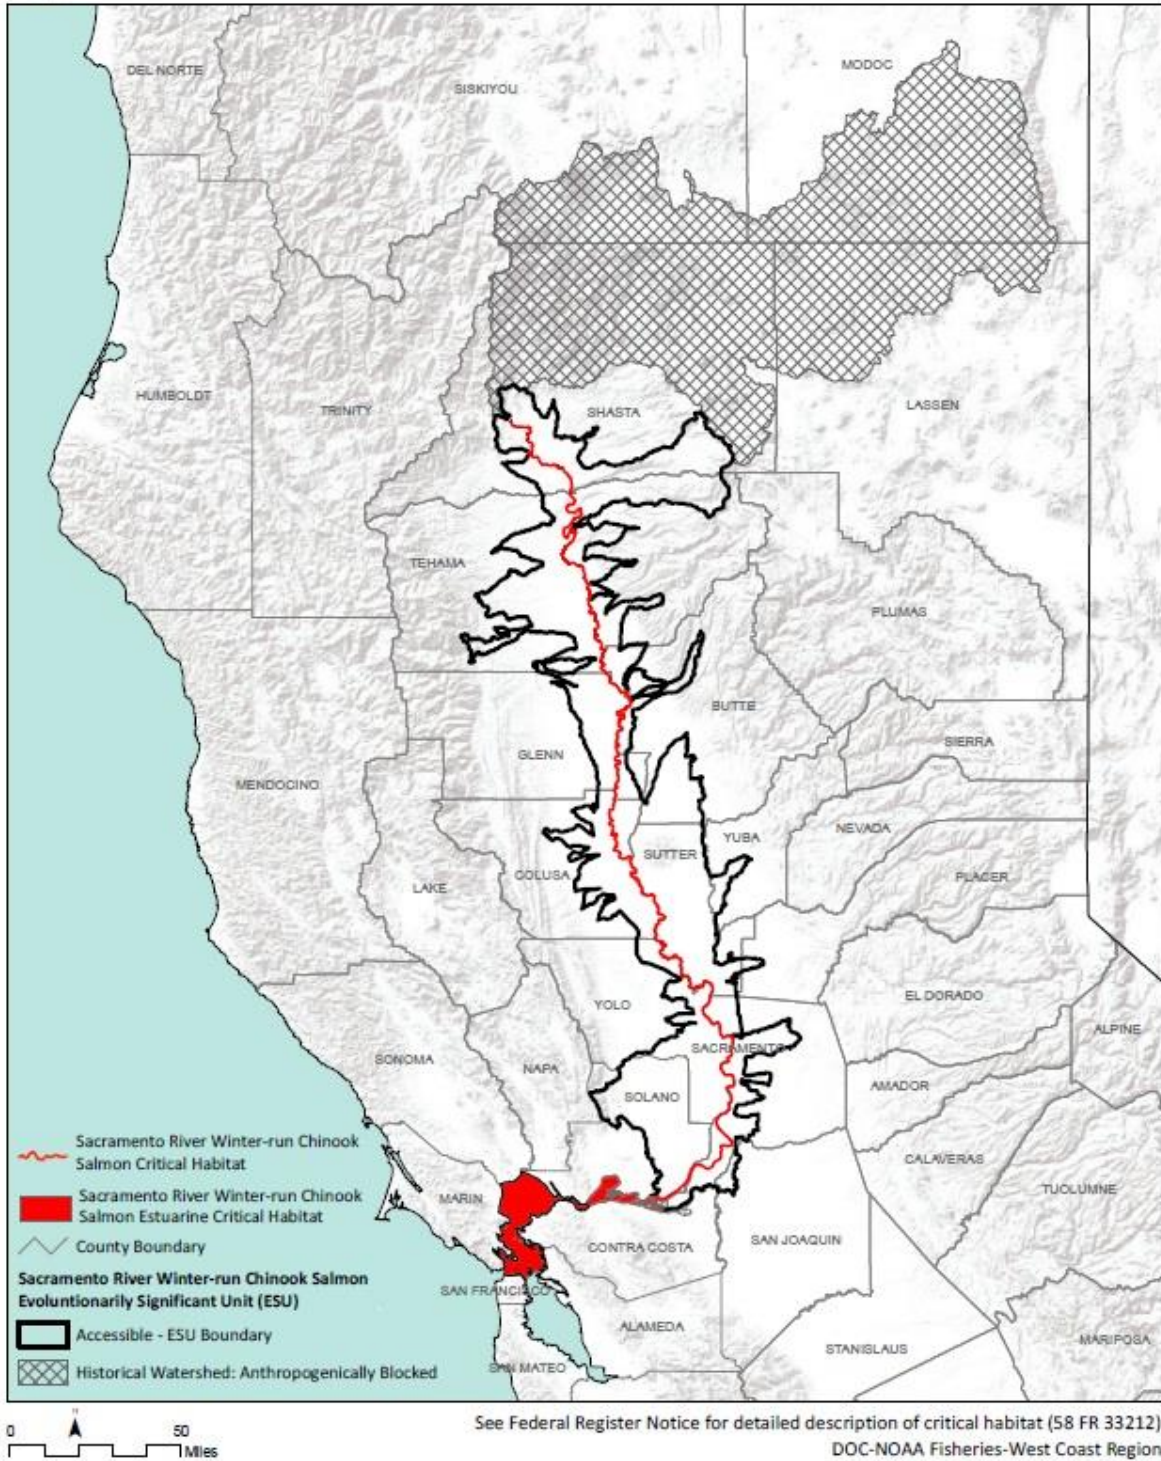 DEL NORTE
SISKIYOU
MODOC
HUMBOLDT
TRINITY
SHASTA
LASSEN
TEHAMA
PLUMAS
BUTTE
GLENN
SIERRA
MENDOCINO
NEVADA
YUBA
SUTTER
COLUSA
PLACER
LAKE
EL DORADO
YOLO
ALPINE
SACRAMENTO
SONOMA
NAPA
AMADOR
SOLANO
CALAVERAS
TUOLUMNE
MARIN
SAN JOAQUIN
CONTRA COSTA
SAN FRANCISCO
ALAMEDA
MARIPOSA
STANISLAUS
SAN MATEO
Sacramento River Winter-run Chinook
Salmon Critical Habitat
Sacramento River Winter-run Chinook
Salmon Estuarine Critical Habitat
County Boundary
Sacramento River Winter-run Chinook Salmon
Evoluntionarily Significant Unit (ESU)
Accessible - ESU Boundary
Historical Watershed: Anthropogenically Blocked
0 50
Miles
See Federal Register Notice for detailed description of critical habitat (58 FR 33212)
DOC-NOAA Fisheries-West Coast Region